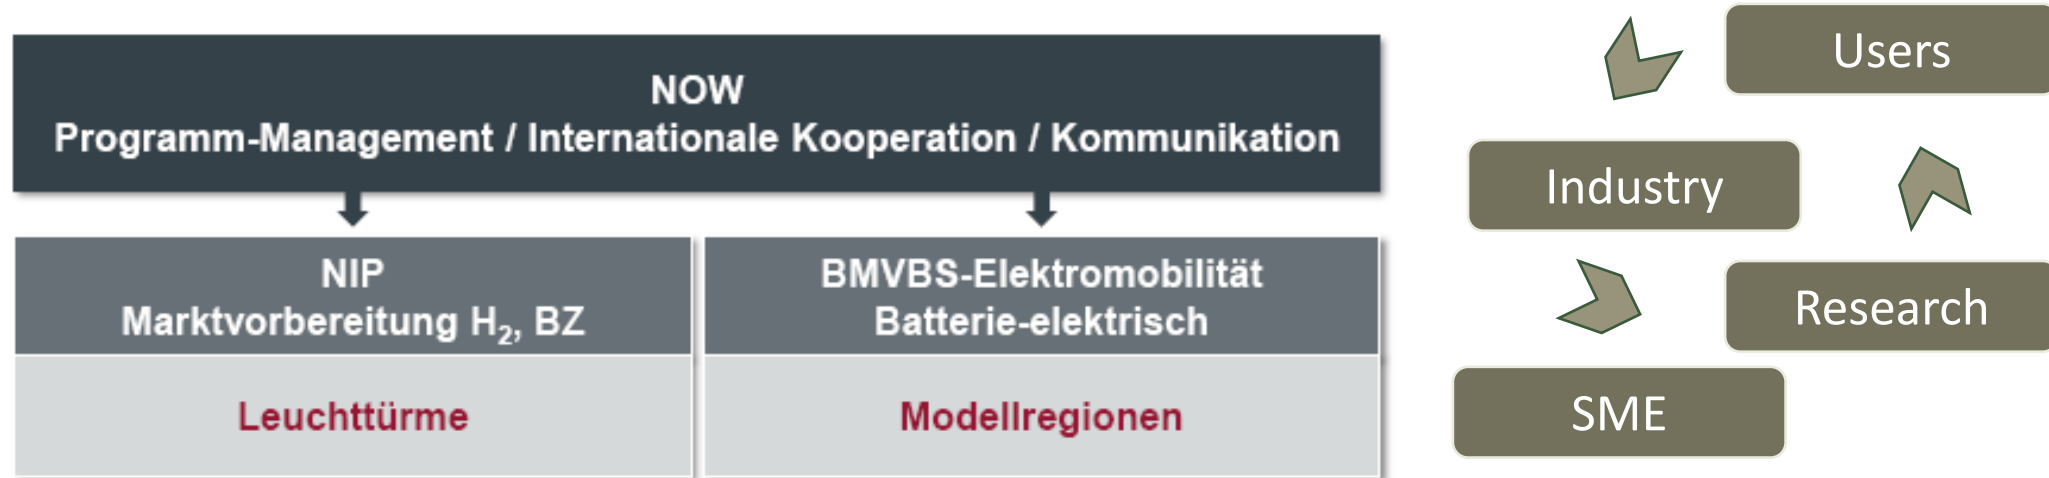 NOW
Programm-Management / Internationale Kooperation / Kommunikation
NIP
Marktvorbereitung H₂, BZ
BMVBS-Elektromobilität
Batterie-elektrisch
Leuchttürme
Modellregionen
Users
Industry
Research
SME